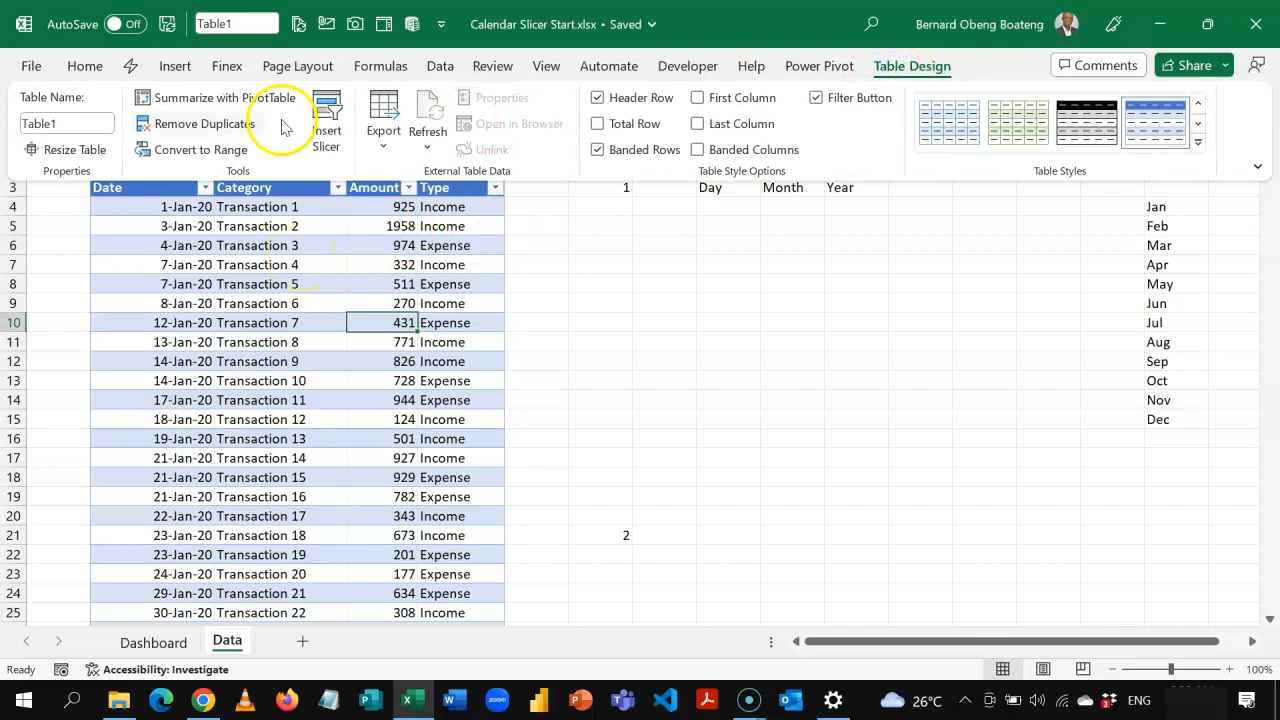 AutoSave Off Table1 Calendar Slicer Start.xlsx • Saved Bernard Obeng Boateng
File Home Insert Finex Page Layout Formulas Data Review View Automate Developer Help Power Pivot Table Design Comments Share
Table Name:
Table1
Resize Table
Properties
Summarize with PivotTable
Remove Duplicates
Convert to Range
Insert
Slicer
Tools
Export
Refresh
Properties
Open in Browser
Unlink
External Table Data
Header Row First Column Filter Button
Total Row Last Column
Banded Rows Banded Columns
Table Style Options
Table Styles
3 Date Category Amount Type 1 Day Month Year
4 1-Jan-20 Transaction 1 925 Income Jan
5 3-Jan-20 Transaction 2 1958 Income Feb
6 4-Jan-20 Transaction 3 974 Expense Mar
7 7-Jan-20 Transaction 4 332 Income Apr
8 7-Jan-20 Transaction 5 511 Expense May
9 8-Jan-20 Transaction 6 270 Income Jun
10 12-Jan-20 Transaction 7 431 Expense Jul
11 13-Jan-20 Transaction 8 771 Income Aug
12 14-Jan-20 Transaction 9 826 Income Sep
13 14-Jan-20 Transaction 10 728 Expense Oct
14 17-Jan-20 Transaction 11 944 Expense Nov
15 18-Jan-20 Transaction 12 124 Income Dec
16 19-Jan-20 Transaction 13 501 Income
17 21-Jan-20 Transaction 14 927 Income
18 21-Jan-20 Transaction 15 929 Expense
19 21-Jan-20 Transaction 16 782 Expense
20 22-Jan-20 Transaction 17 343 Income
21 23-Jan-20 Transaction 18 673 Income 2
22 23-Jan-20 Transaction 19 201 Expense
23 24-Jan-20 Transaction 20 177 Expense
24 29-Jan-20 Transaction 21 634 Expense
25 30-Jan-20 Transaction 22 308 Income
Dashboard Data
Ready Accessibility: Investigate 100%
26°C ENG